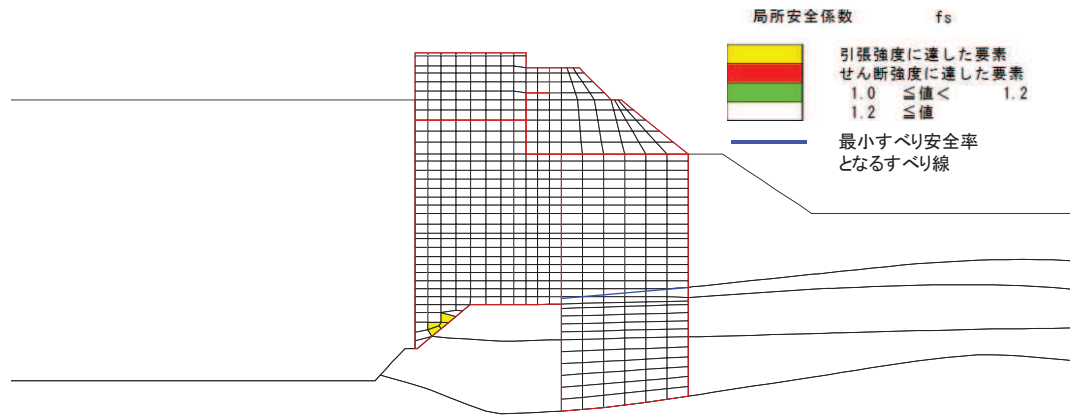 局所安全係数 fs
引張強度に達した要素
せん断強度に達した要素
1.0 ≦値< 1.2
1.2 ≦値
最小すべり安全率
となるすべり線